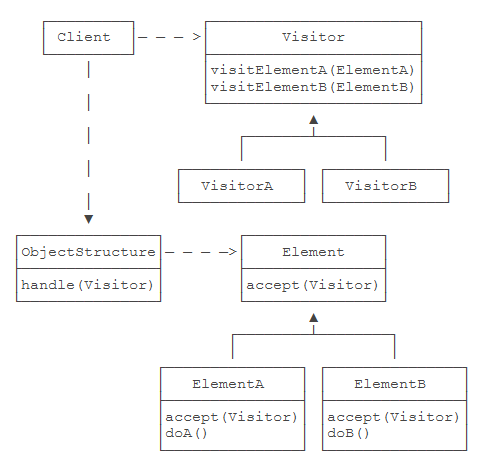 Client
Visitor
visitElementA(ElementA)
visitElementB(ElementB)
VisitorA
VisitorB
ObjectStructure
Element
handle(Visitor)
accept(Visitor)
ElementA
ElementB
accept(Visitor)
accept(Visitor)
doA()
doB()